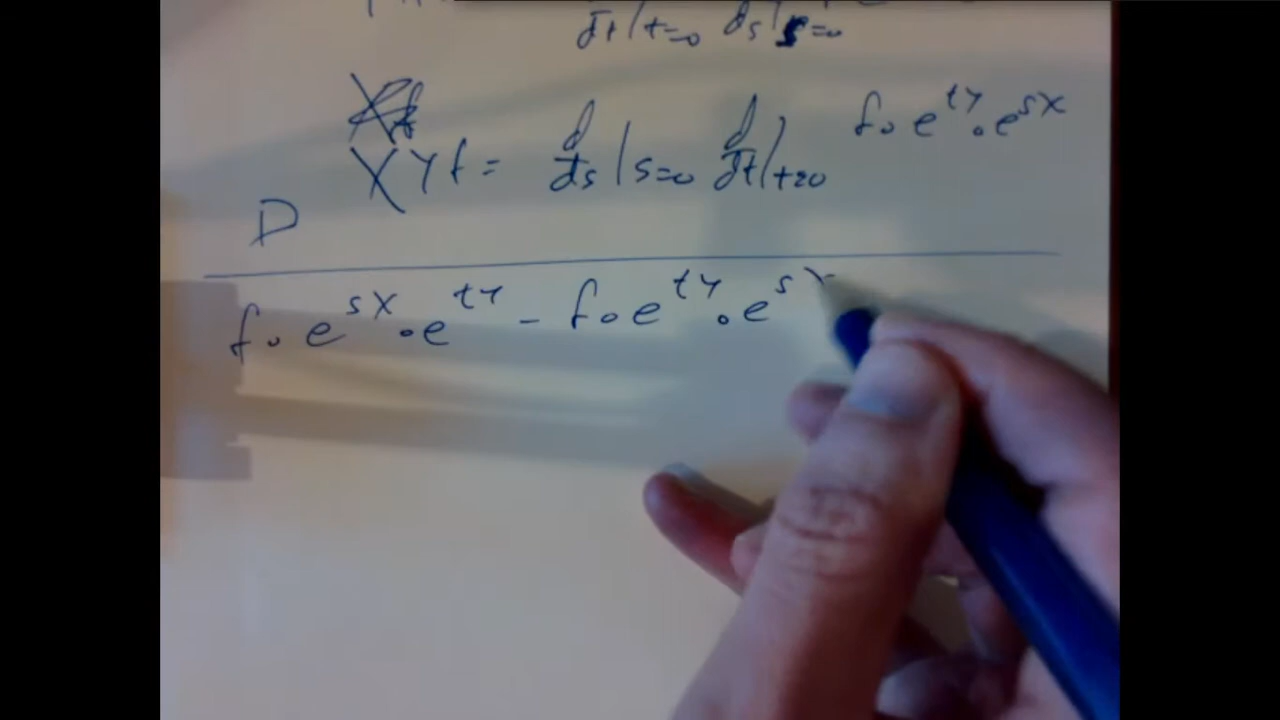 d/dt|t=0 d/ds|s=0
XYf = d/ds|s=0 d/dt|t=0 f∘e^{tY}∘e^{sX}
D
f∘e^{sX}∘e^{tY} - f∘e^{tY}∘e^{sX}